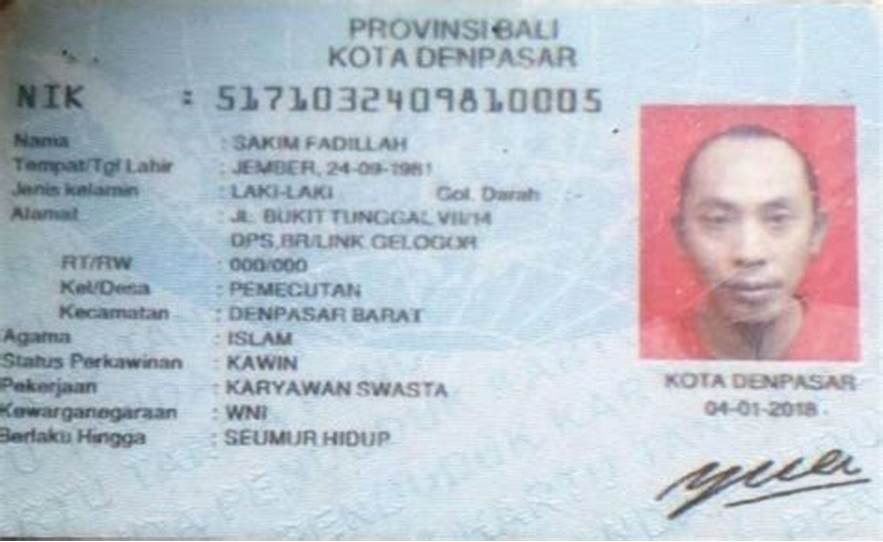 PROVINSI BALI
KOTA DENPASAR
NIK : 5171032409810005
Nama : SAKIM FADILLAH
Tempat/Tgl Lahir : JEMBER, 24-09-1981
Jenis kelamin : LAKI-LAKI Gol. Darah : -
Alamat : JL. BUKIT TUNGGAL VIII/14
DPS,BR/LINK GELOGOR
RT/RW : 000/000
Kel/Desa : PEMECUTAN
Kecamatan : DENPASAR BARAT
Agama : ISLAM
Status Perkawinan : KAWIN
Pekerjaan : KARYAWAN SWASTA
Kewarganegaraan : WNI
Berlaku Hingga : SEUMUR HIDUP
KOTA DENPASAR
04-01-2018